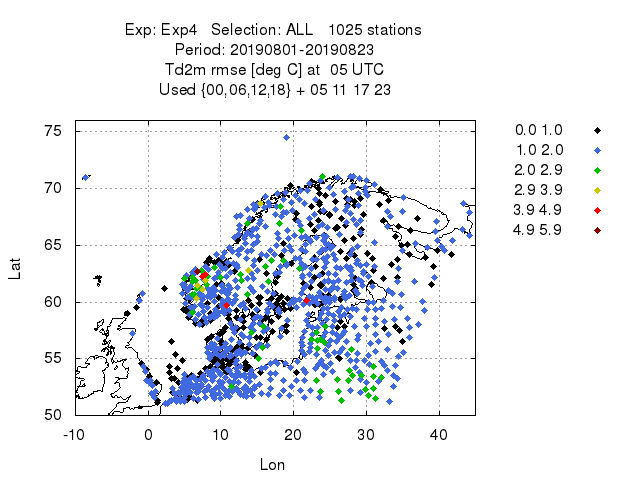 Exp: Exp4 Selection: ALL 1025 stations
Period: 20190801-20190823
Td2m rmse [deg C] at 05 UTC
Used {00,06,12,18} + 05 11 17 23
0.0 1.0
1.0 2.0
2.0 2.9
2.9 3.9
3.9 4.9
4.9 5.9
75
70
65
60
55
50
Lat
-10 0 10 20 30 40
Lon